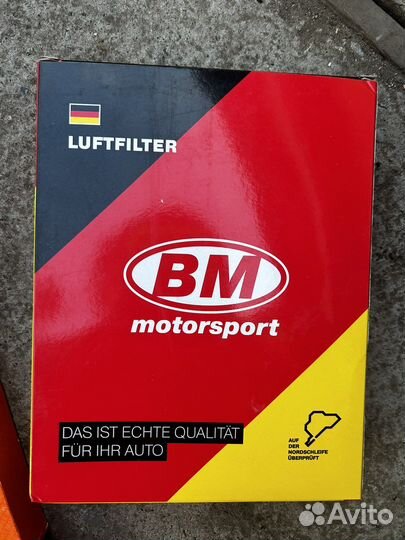 LUFTFILTER
BM
motorsport
DAS IST ECHTE QUALITÄT
FÜR IHR AUTO
AUF
DER
NORDSCHLEIFE
ÜBERPRÜFT
Avito